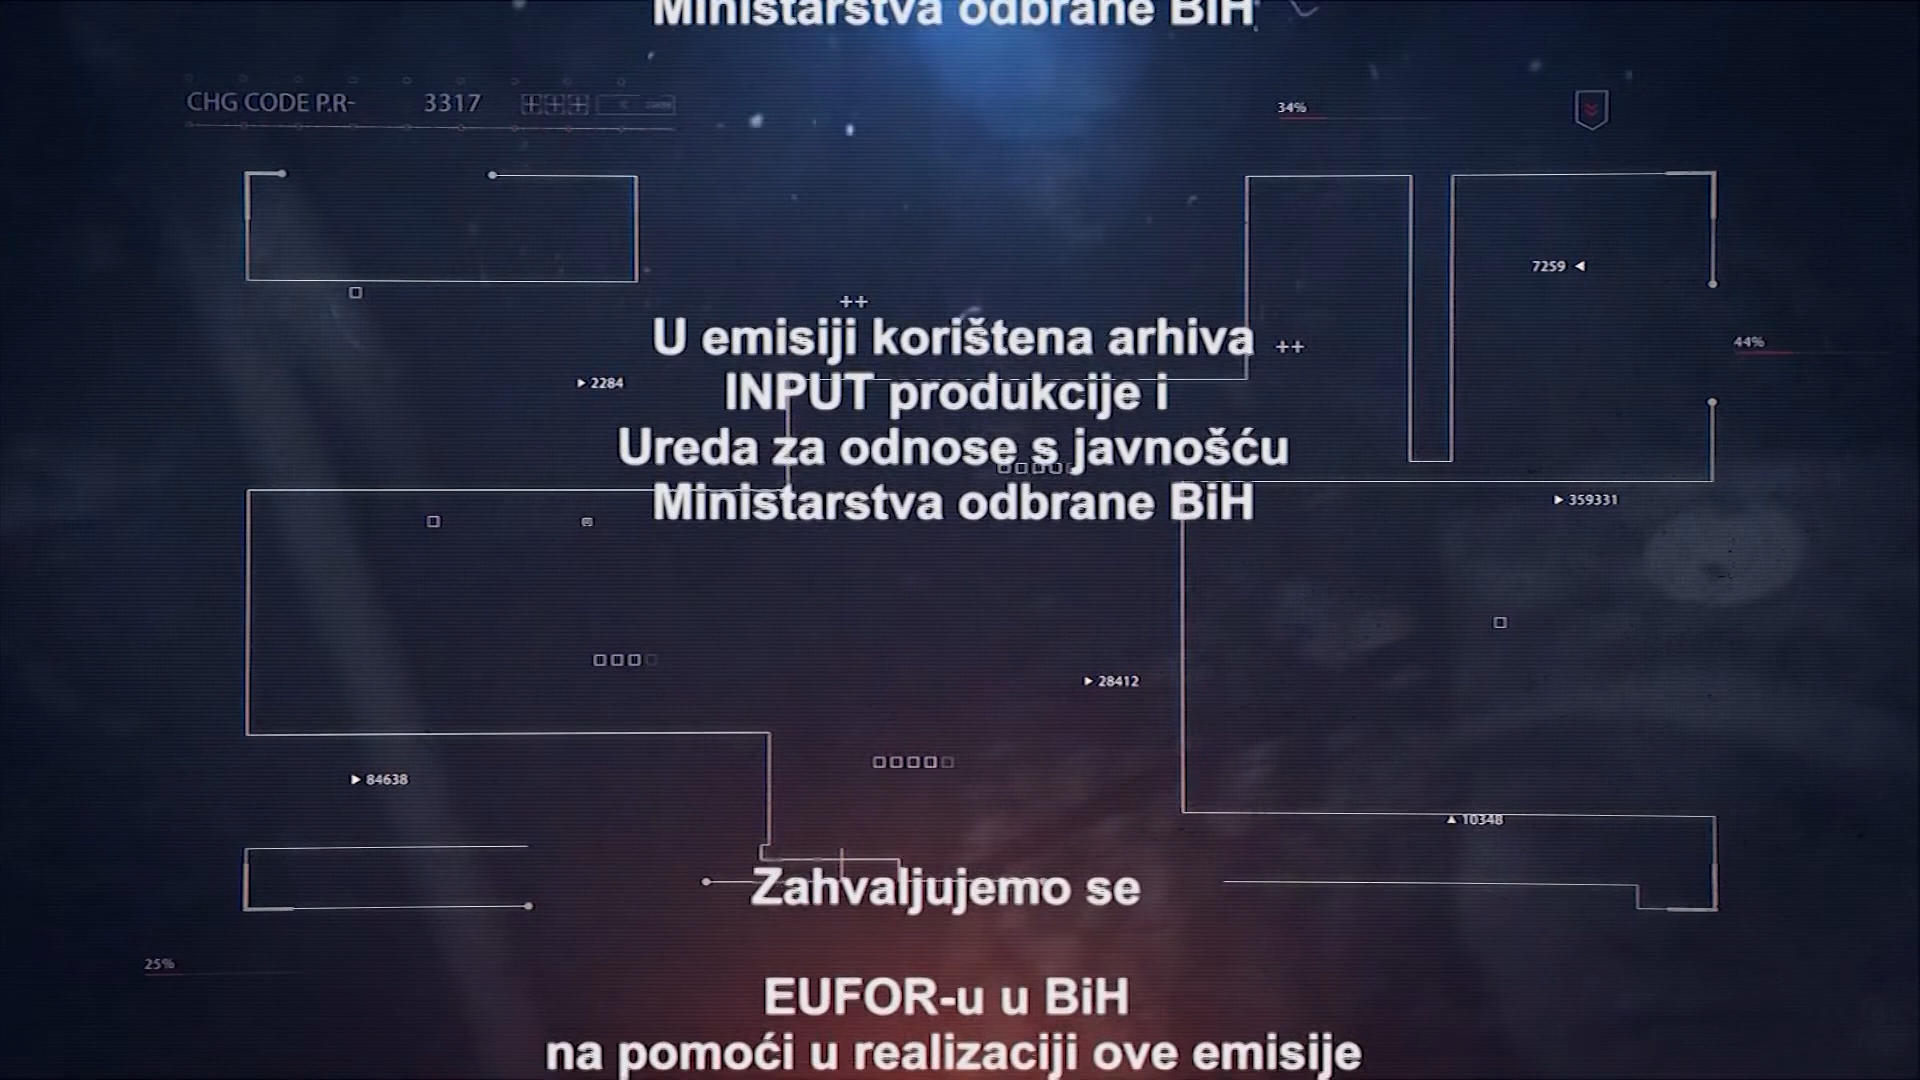 Ministarstva odbrane BiH
CHG CODE P.R- 3317
34%
7259
++
U emisiji korištena arhiva
++
44%
2284
INPUT produkcije i
Ureda za odnose s javnošću
Ministarstva odbrane BiH
359331
28412
84638
10348
Zahvaljujemo se
25%
EUFOR-u u BiH
na pomoći u realizaciji ove emisije